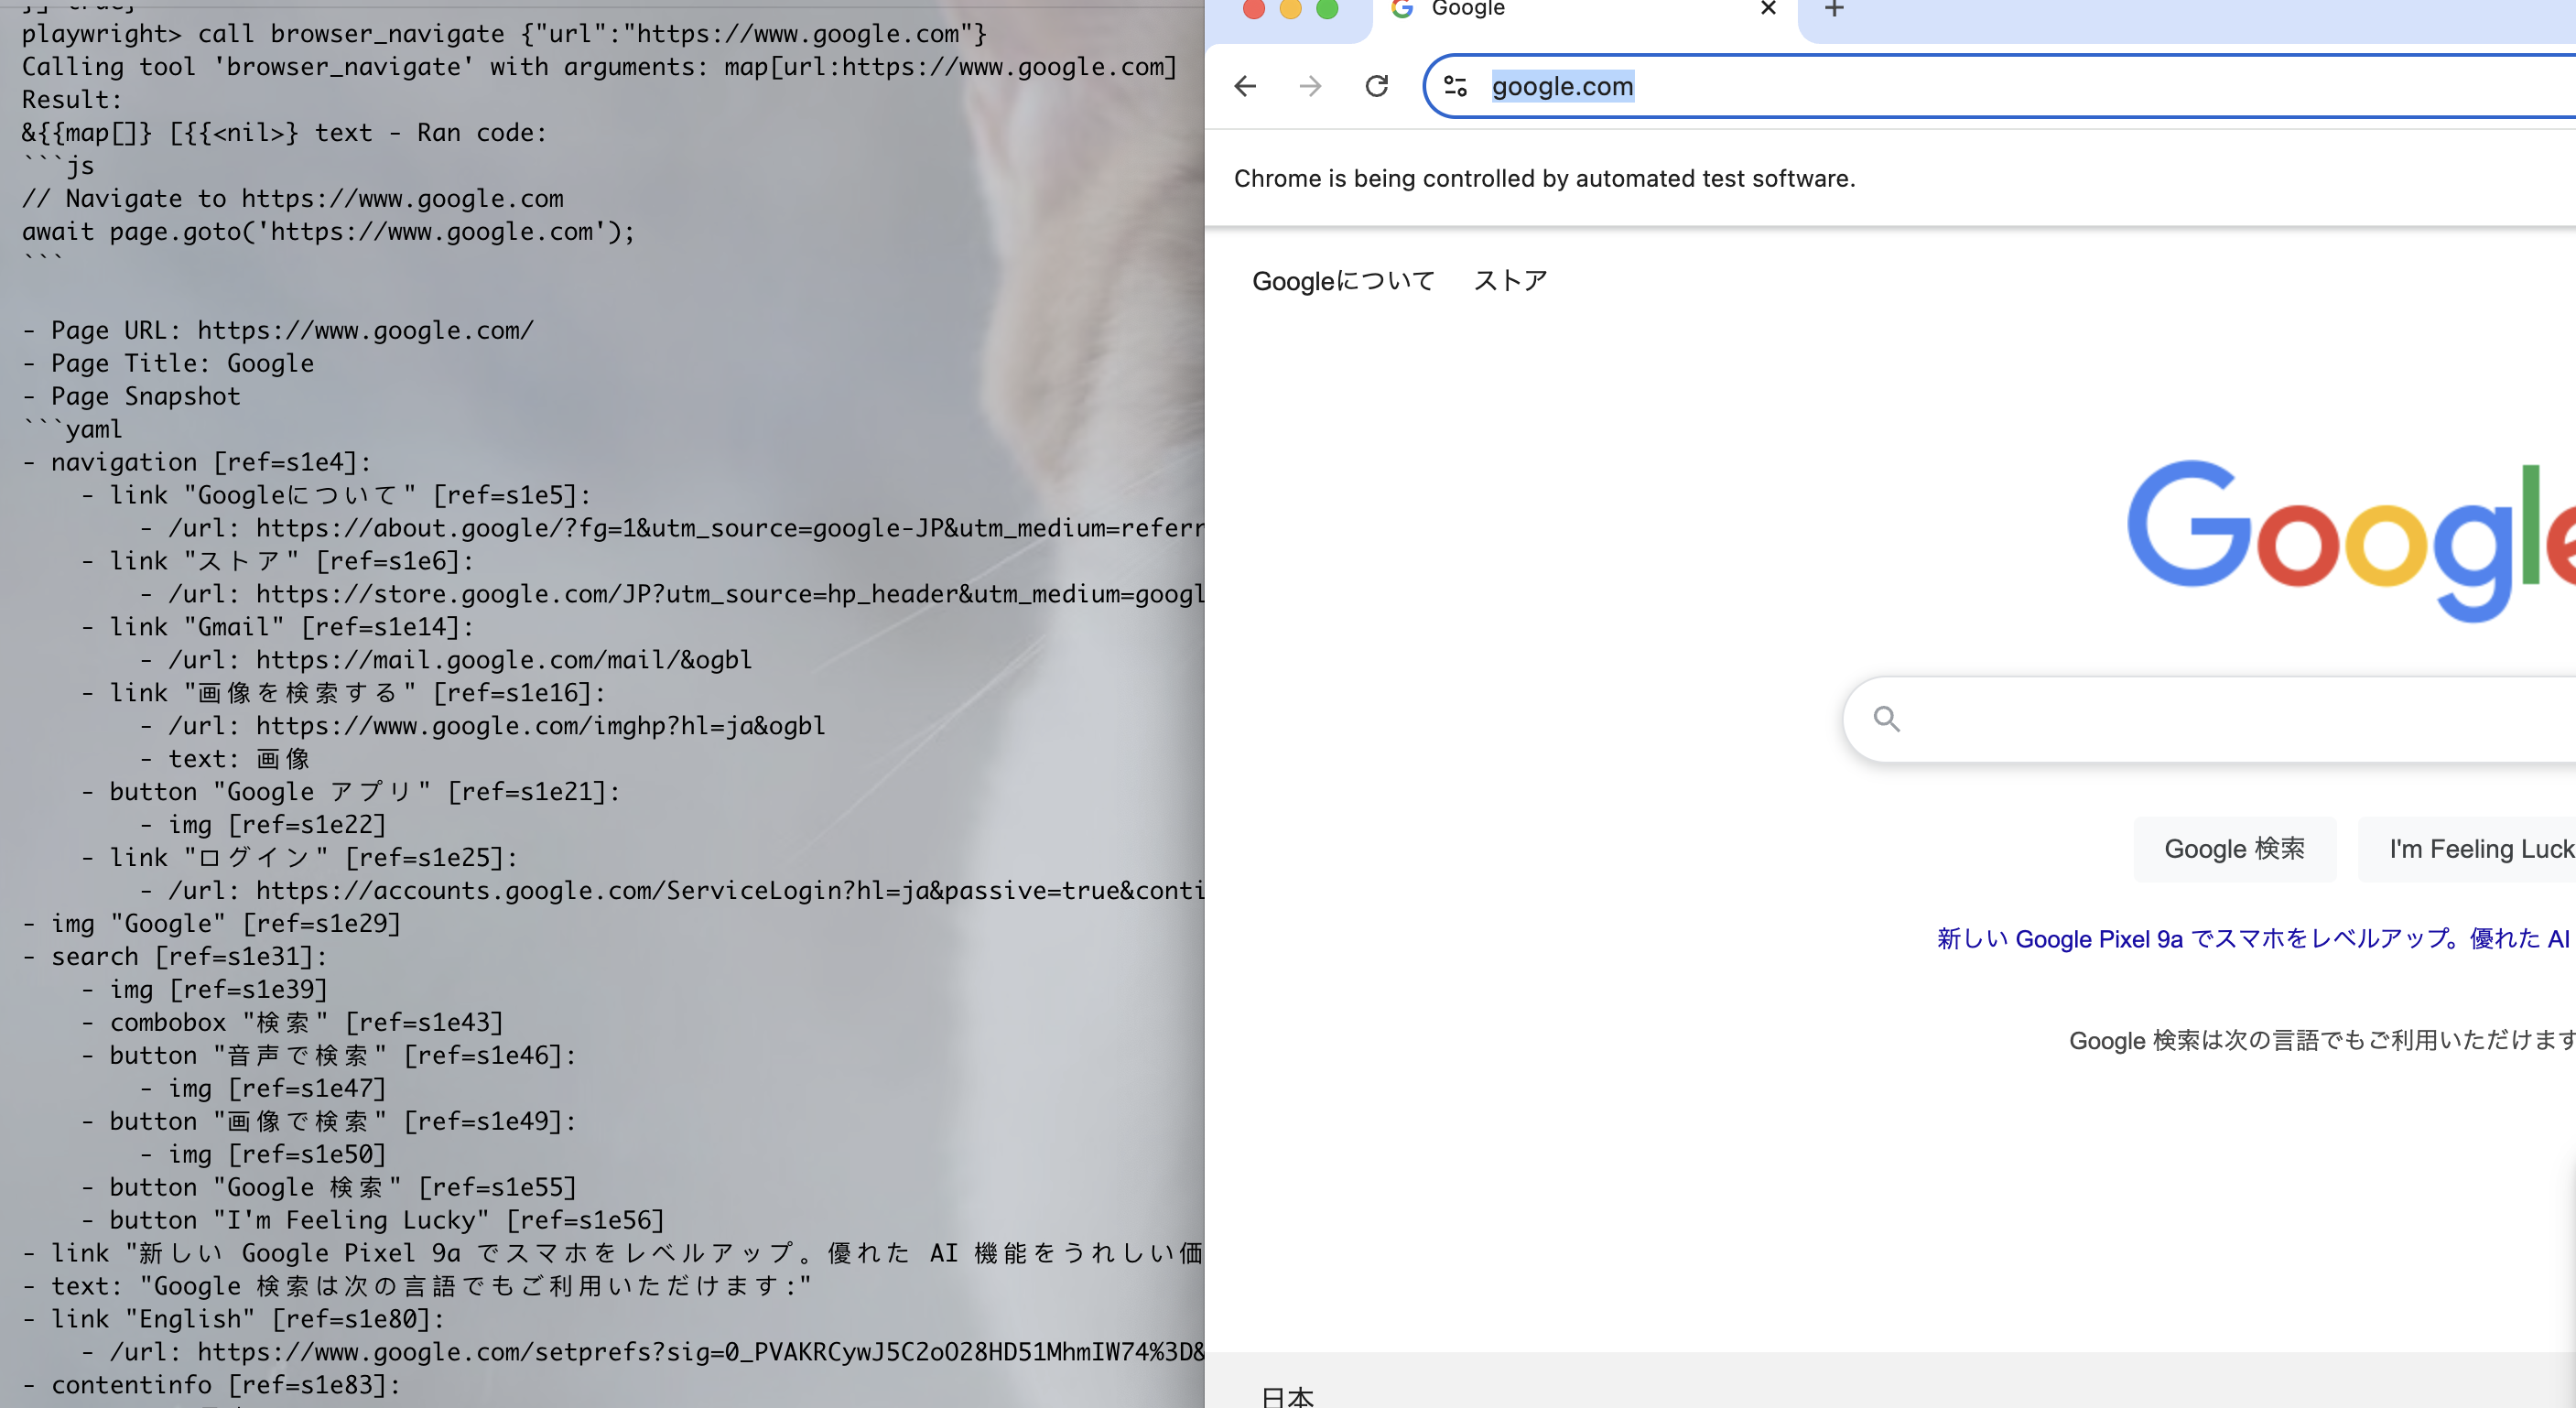 playwright> call browser_navigate {"url":"https://www.google.com"}
Calling tool 'browser_navigate' with arguments: map[url:https://www.google.com]
Result:
&{{map[]} [{{<nil>} text - Ran code:
```js
// Navigate to https://www.google.com
await page.goto('https://www.google.com');
```
- Page URL: https://www.google.com/
- Page Title: Google
- Page Snapshot
```yaml
- navigation [ref=s1e4]:
- link "Googleについて" [ref=s1e5]:
- /url: https://about.google/?fg=1&utm_source=google-JP&utm_medium=referr
- link "ストア" [ref=s1e6]:
- /url: https://store.google.com/JP?utm_source=hp_header&utm_medium=googl
- link "Gmail" [ref=s1e14]:
- /url: https://mail.google.com/mail/&ogbl
- link "画像を検索する" [ref=s1e16]:
- /url: https://www.google.com/imghp?hl=ja&ogbl
- text: 画像
- button "Google アプリ" [ref=s1e21]:
- img [ref=s1e22]
- link "ログイン" [ref=s1e25]:
- /url: https://accounts.google.com/ServiceLogin?hl=ja&passive=true&conti
- img "Google" [ref=s1e29]
- search [ref=s1e31]:
- img [ref=s1e39]
- combobox "検索" [ref=s1e43]
- button "音声で検索" [ref=s1e46]:
- img [ref=s1e47]
- button "画像で検索" [ref=s1e49]:
- img [ref=s1e50]
- button "Google 検索" [ref=s1e55]
- button "I'm Feeling Lucky" [ref=s1e56]
- link "新しい Google Pixel 9a でスマホをレベルアップ。優れた AI 機能をうれしい価
- text: "Google 検索は次の言語でもご利用いただけます:"
- link "English" [ref=s1e80]:
- /url: https://www.google.com/setprefs?sig=0_PVAKRCywJ5C2oO28HD51MhmIW74%3D&
- contentinfo [ref=s1e83]:
Google
google.com
Chrome is being controlled by automated test software.
Googleについて ストア
Google
Google 検索 I'm Feeling Luck
新しい Google Pixel 9a でスマホをレベルアップ。優れた AI
Google 検索は次の言語でもご利用いただけます
日本